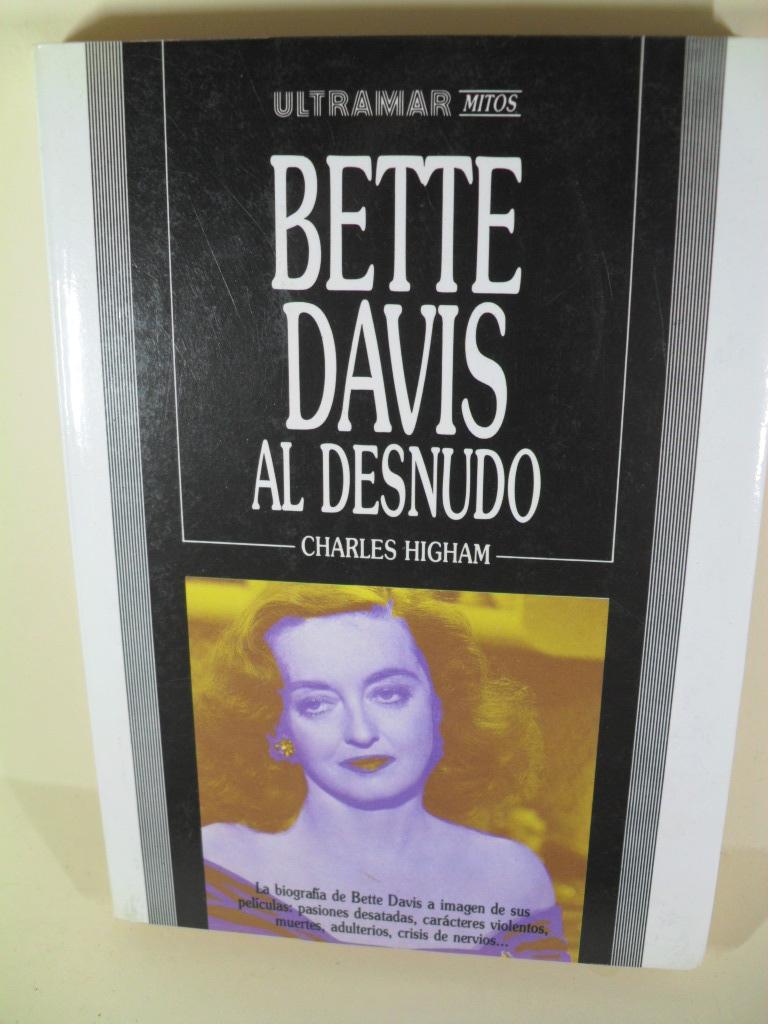 ULTRAMAR MITOS
BETTE
DAVIS
AL DESNUDO
CHARLES HIGHAM
La biografía de Bette Davis a imagen de sus
películas: pasiones desatadas, carácteres violentos,
muertes, adulterios, crisis de nervios...